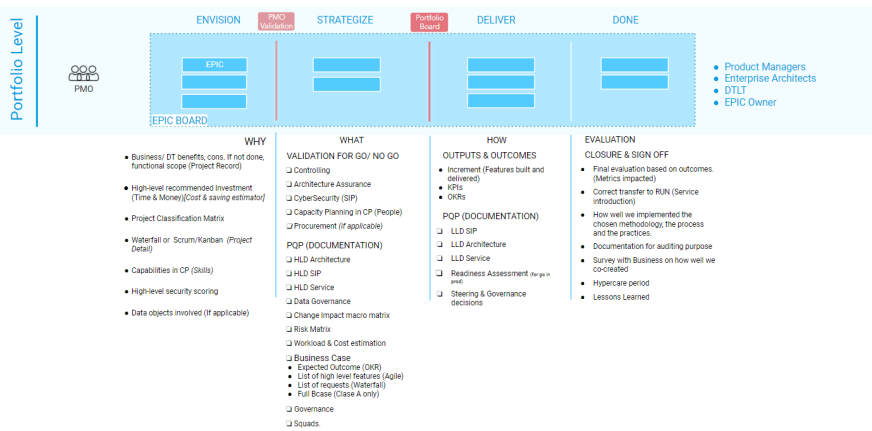 Portfolio Level
PMO
ENVISION
PMO
Validation
STRATEGIZE
Portfolio
Board
DELIVER
DONE
EPIC
EPIC BOARD
● Product Managers
● Enterprise Architects
● DTLT
● EPIC Owner
WHY
● Business/ DT benefits, cons. If not done,
functional scope (Project Record)
● High-level recommended Investment
(Time & Money)[Cost & saving estimator]
● Project Classification Matrix
● Waterfall or Scrum/Kanban (Project
Detail)
● Capabilities in CP (Skills)
● High-level security scoring
● Data objects involved (If applicable)
WHAT
VALIDATION FOR GO/ NO GO
❑ Controlling
❑ Architecture Assurance
❑ CyberSecurity (SIP)
❑ Capacity Planning in CP (People)
❑ Procurement (if applicable)
PQP (DOCUMENTATION)
❑ HLD Architecture
❑ HLD SIP
❑ HLD Service
❑ Data Governance
❑ Change Impact macro matrix
❑ Risk Matrix
❑ Workload & Cost estimation
❑ Business Case
● Expected Outcome (OKR)
● List of high level features (Agile)
● List of requests (Waterfall)
● Full Bcase (Clase A only)
❑ Governance
❑ Squads.
HOW
OUTPUTS & OUTCOMES
● Increment (Features built and
delivered)
● KPIs
● OKRs
PQP (DOCUMENTATION)
❑ LLD SIP
❑ LLD Architecture
❑ LLD Service
❑ Readiness Assessment (for go in
prod)
❑ Steering & Governance
decisions
EVALUATION
CLOSURE & SIGN OFF
● Final evaluation based on outcomes.
(Metrics impacted)
● Correct transfer to RUN (Service
introduction)
● How well we implemented the
chosen methodology, the process
and the practices.
● Documentation for auditing purpose
● Survey with Business on how well we
co-created
● Hypercare period
● Lessons Learned